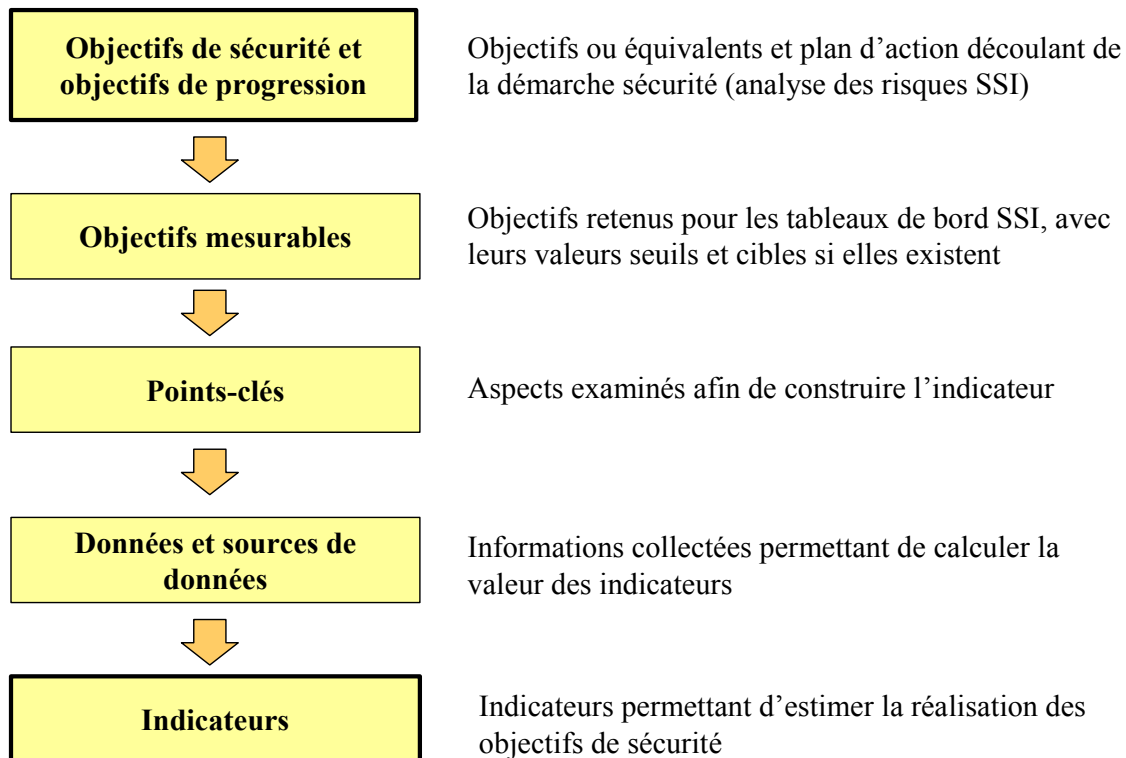 Objectifs de sécurité et
objectifs de progression
Objectifs ou équivalents et plan d’action découlant de
la démarche sécurité (analyse des risques SSI)
Objectifs mesurables
Objectifs retenus pour les tableaux de bord SSI, avec
leurs valeurs seuils et cibles si elles existent
Points-clés
Aspects examinés afin de construire l’indicateur
Données et sources de
données
Informations collectées permettant de calculer la
valeur des indicateurs
Indicateurs
Indicateurs permettant d’estimer la réalisation des
objectifs de sécurité